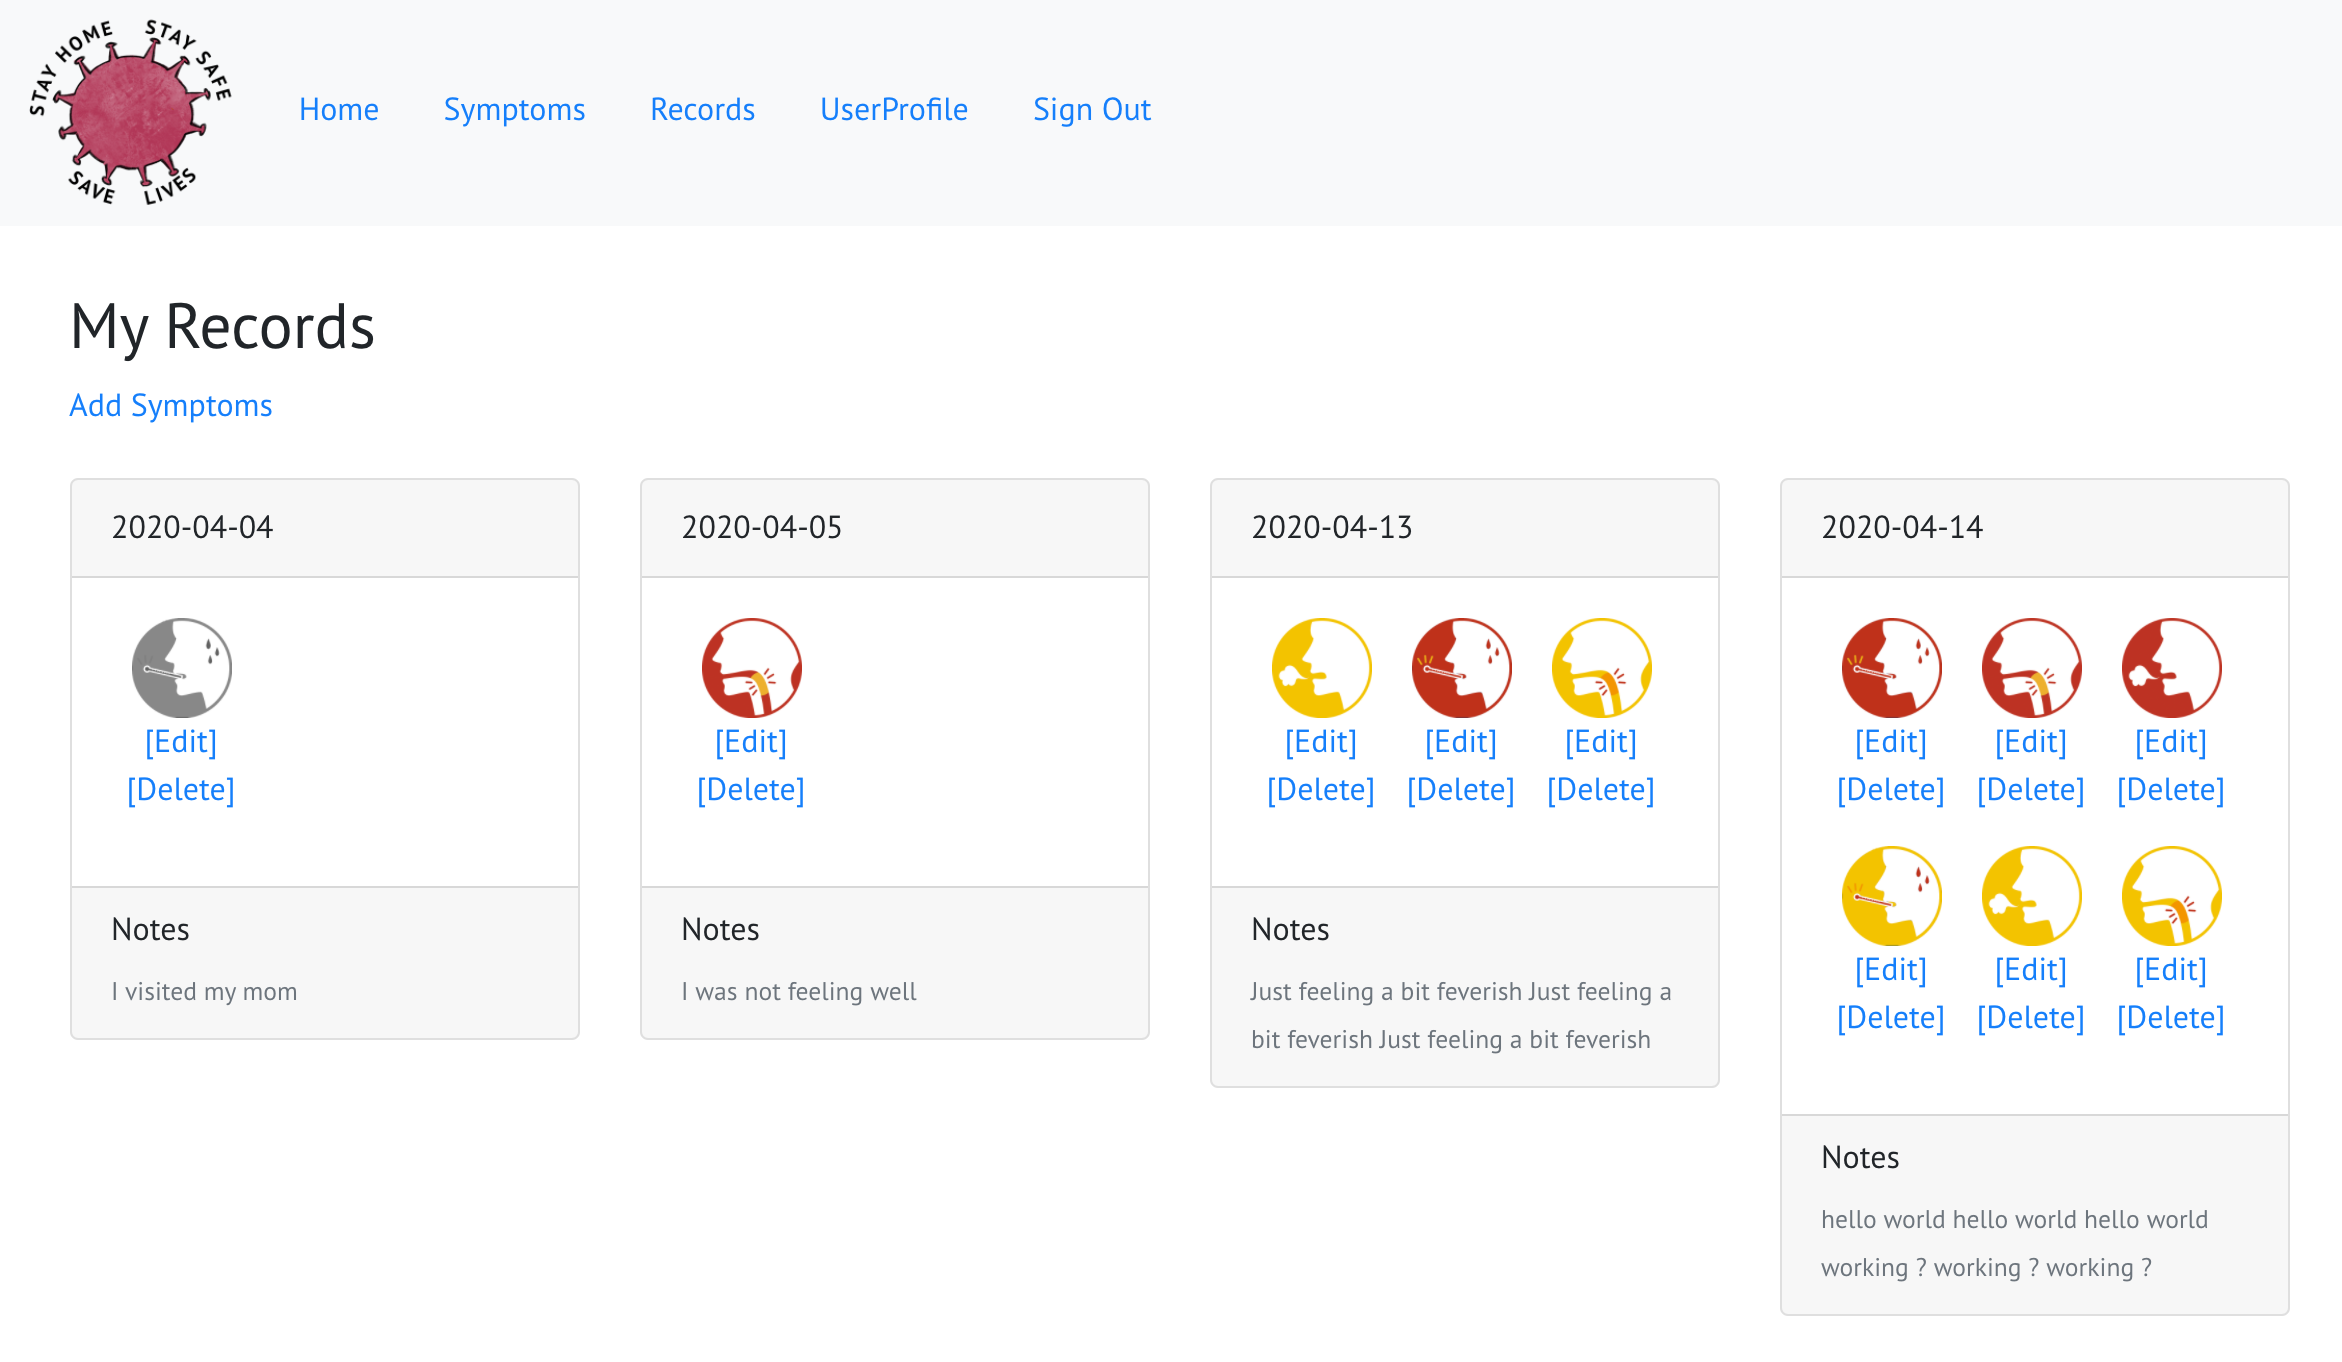 STAY HOME STAY SAFE
SAVE LIVES
Home Symptoms Records UserProfile Sign Out
My Records
Add Symptoms
2020-04-04
[Edit]
[Delete]
Notes
I visited my mom
2020-04-05
[Edit]
[Delete]
Notes
I was not feeling well
2020-04-13
[Edit] [Edit] [Edit]
[Delete] [Delete] [Delete]
Notes
Just feeling a bit feverish Just feeling a
bit feverish Just feeling a bit feverish
2020-04-14
[Edit] [Edit] [Edit]
[Delete] [Delete] [Delete]
[Edit] [Edit] [Edit]
[Delete] [Delete] [Delete]
Notes
hello world hello world hello world
working ? working ? working ?